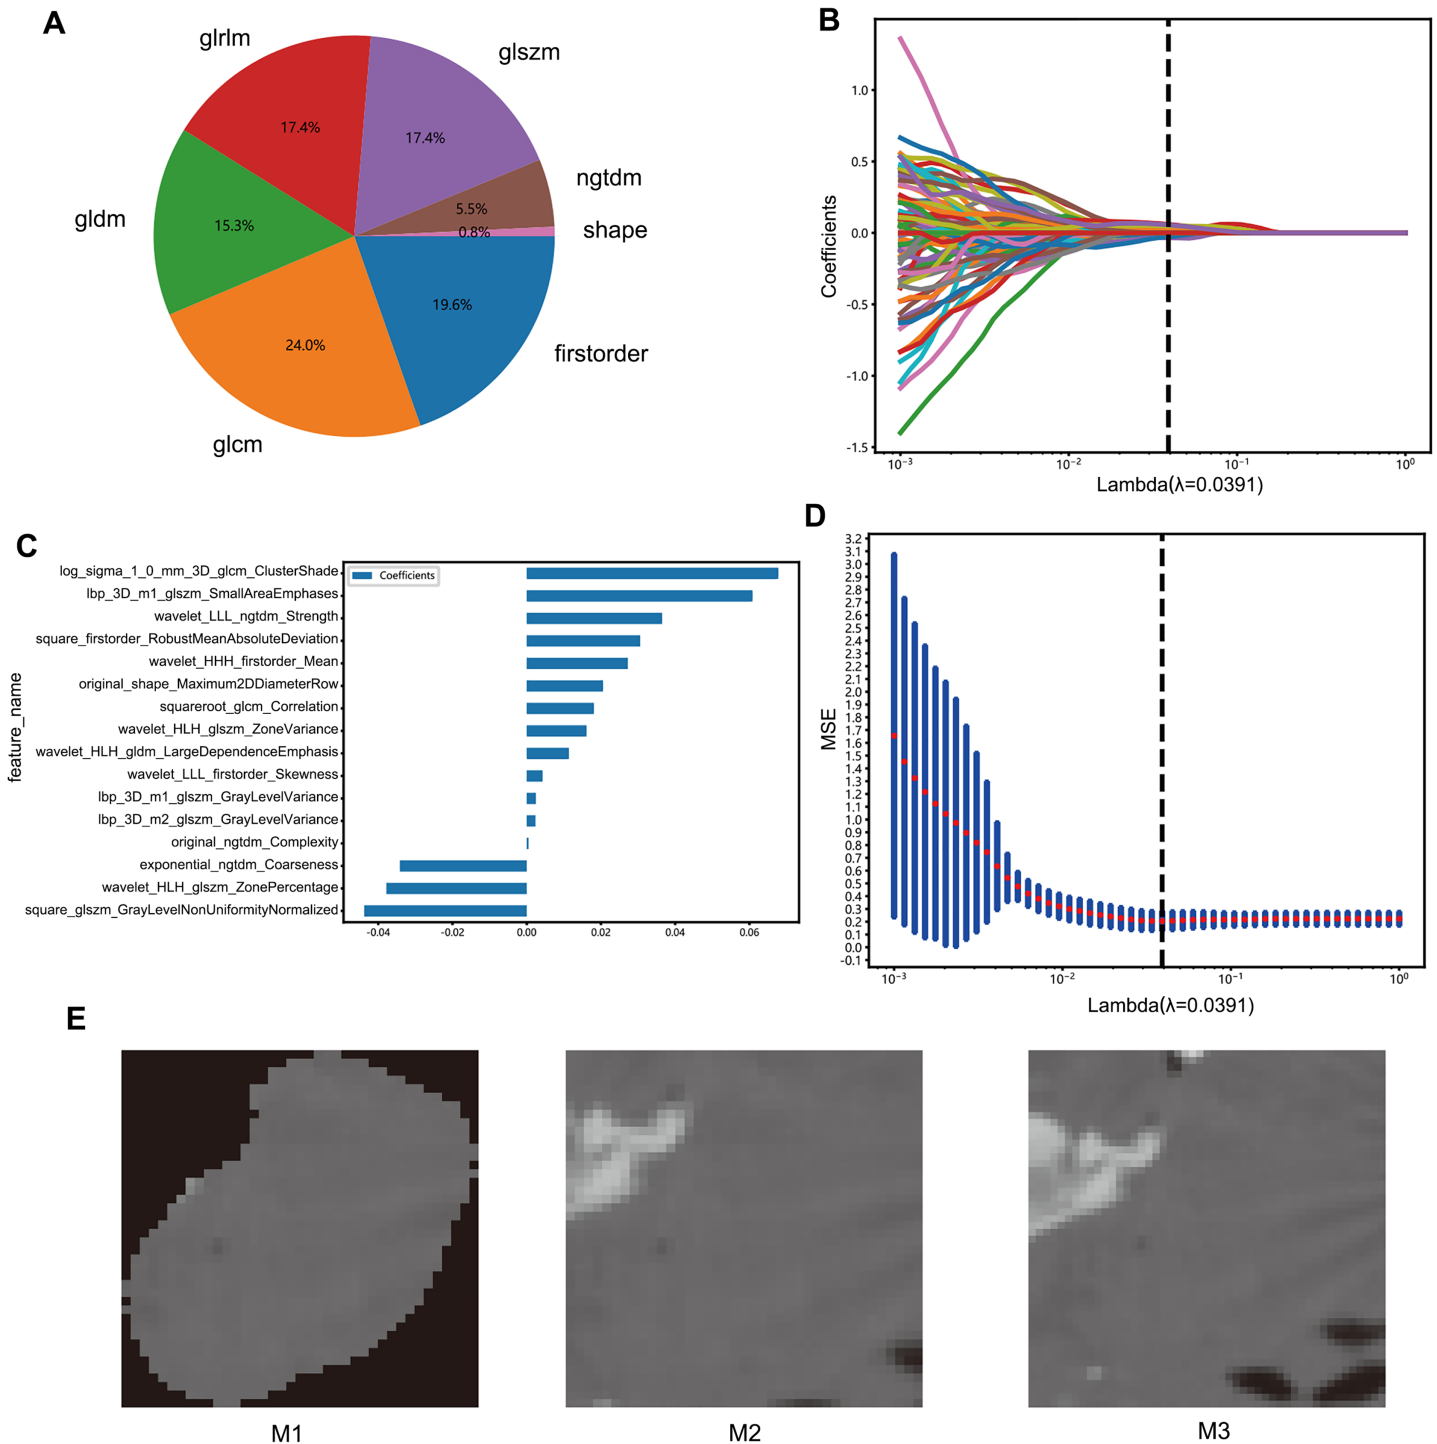 A
glrlm
glszm
17.4%
17.4%
ngtdm
5.5%
gldm
15.3%
shape
0.8%
19.6%
24.0%
firstorder
glcm
B
1.0
0.5
0.0
-0.5
-1.0
-1.5
Coefficients
10⁻³
10⁻²
10⁻¹
10⁰
Lambda(λ=0.0391)
C
feature_name
log_sigma_1_0_mm_3D_glcm_ClusterShade
lbp_3D_m1_glszm_SmallAreaEmphases
wavelet_LLL_ngtdm_Strength
square_firstorder_RobustMeanAbsoluteDeviation
wavelet_HHH_firstorder_Mean
original_shape_Maximum2DDiameterRow
squareroot_glcm_Correlation
wavelet_HLH_glszm_ZoneVariance
wavelet_HLH_gldm_LargeDependenceEmphasis
wavelet_LLL_firstorder_Skewness
lbp_3D_m1_glszm_GrayLevelVariance
lbp_3D_m2_glszm_GrayLevelVariance
original_ngtdm_Complexity
exponential_ngtdm_Coarseness
wavelet_HLH_glszm_ZonePercentage
square_glszm_GrayLevelNonUniformityNormalized
Coefficients
-0.04
-0.02
0.00
0.02
0.04
0.06
D
MSE
3.2
3.1
3.0
2.9
2.8
2.7
2.6
2.5
2.4
2.3
2.2
2.1
2.0
1.9
1.8
1.7
1.6
1.5
1.4
1.3
1.2
1.1
1.0
0.9
0.8
0.7
0.6
0.5
0.4
0.3
0.2
0.1
0.0
-0.1
10⁻³
10⁻²
10⁻¹
10⁰
Lambda(λ=0.0391)
E
M1
M2
M3